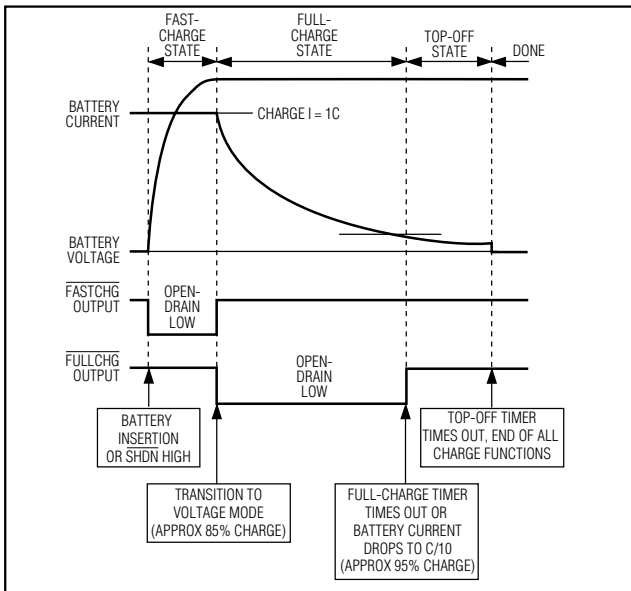 FAST-
CHARGE
STATE
FULL-
CHARGE
STATE
TOP-OFF
STATE
DONE
BATTERY
CURRENT
CHARGE I = 1C
BATTERY
VOLTAGE
FASTCHG
OUTPUT
OPEN-
DRAIN
LOW
FULLCHG
OUTPUT
OPEN-
DRAIN
LOW
BATTERY
INSERTION
OR SHDN HIGH
TOP-OFF TIMER
TIMES OUT, END OF ALL
CHARGE FUNCTIONS
TRANSITION TO
VOLTAGE MODE
(APPROX 85% CHARGE)
FULL-CHARGE TIMER
TIMES OUT OR
BATTERY CURRENT
DROPS TO C/10
(APPROX 95% CHARGE)